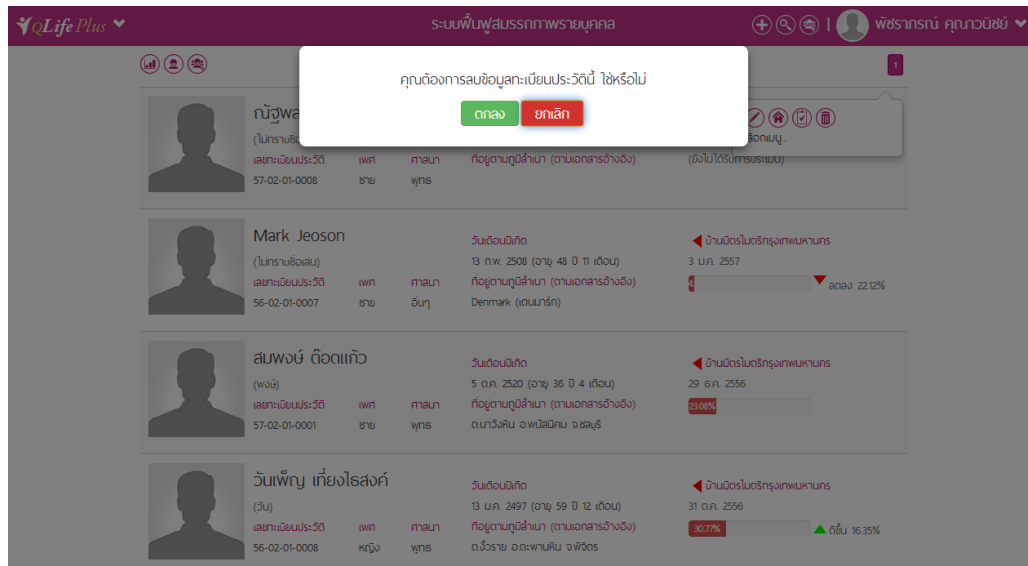 QLife Plus
ระบบฟื้นฟูสมรรถภาพรายบุคคล
พัชราภรณ์ คุณาวนิชย์
1
คุณต้องการลบข้อมูลทะเบียนประวัตินี้ ใช่หรือไม่
ตกลง ยกเลิก
ณัฐพล
(ไม่ทราบชื่อ
เลขทะเบียนประวัติ เพศ ศาสนา ที่อยู่ตามภูมิลำเนา (ตามเอกสารอ้างอิง) (ยังไม่ได้รับการประเมิน)
57-02-01-0008 ชาย พุทธ
ลือกเมนู..
Mark Jeoson วันเดือนปีเกิด บ้านมิตรไมตรีกรุงเทพมหานคร
(ไม่ทราบชื่อเล่น) 13 ก.พ. 2508 (อายุ 48 ปี 11 เดือน) 3 ม.ค. 2557
เลขทะเบียนประวัติ เพศ ศาสนา ที่อยู่ตามภูมิลำเนา (ตามเอกสารอ้างอิง) ลดลง 22.12%
56-02-01-0007 ชาย อื่นๆ Denmark (เดนมาร์ก)
สมพงษ์ ต๊อดแก้ว วันเดือนปีเกิด บ้านมิตรไมตรีกรุงเทพมหานคร
(พงษ์) 5 ต.ค. 2520 (อายุ 36 ปี 4 เดือน) 29 ธ.ค. 2556
เลขทะเบียนประวัติ เพศ ศาสนา ที่อยู่ตามภูมิลำเนา (ตามเอกสารอ้างอิง) 23.08%
57-02-01-0001 ชาย พุทธ ต.นาวังหิน อ.พนัสนิคม จ.ชลบุรี
วันเพ็ญ เที่ยงไธสงค์ วันเดือนปีเกิด บ้านมิตรไมตรีกรุงเทพมหานคร
(วัน) 13 ม.ค. 2497 (อายุ 59 ปี 12 เดือน) 31 ต.ค. 2556
เลขทะเบียนประวัติ เพศ ศาสนา ที่อยู่ตามภูมิลำเนา (ตามเอกสารอ้างอิง) 30.77% ดีขึ้น 16.35%
56-02-01-0008 หญิง พุทธ ต.งิ้วราย อ.ตะพานหิน จ.พิจิตร